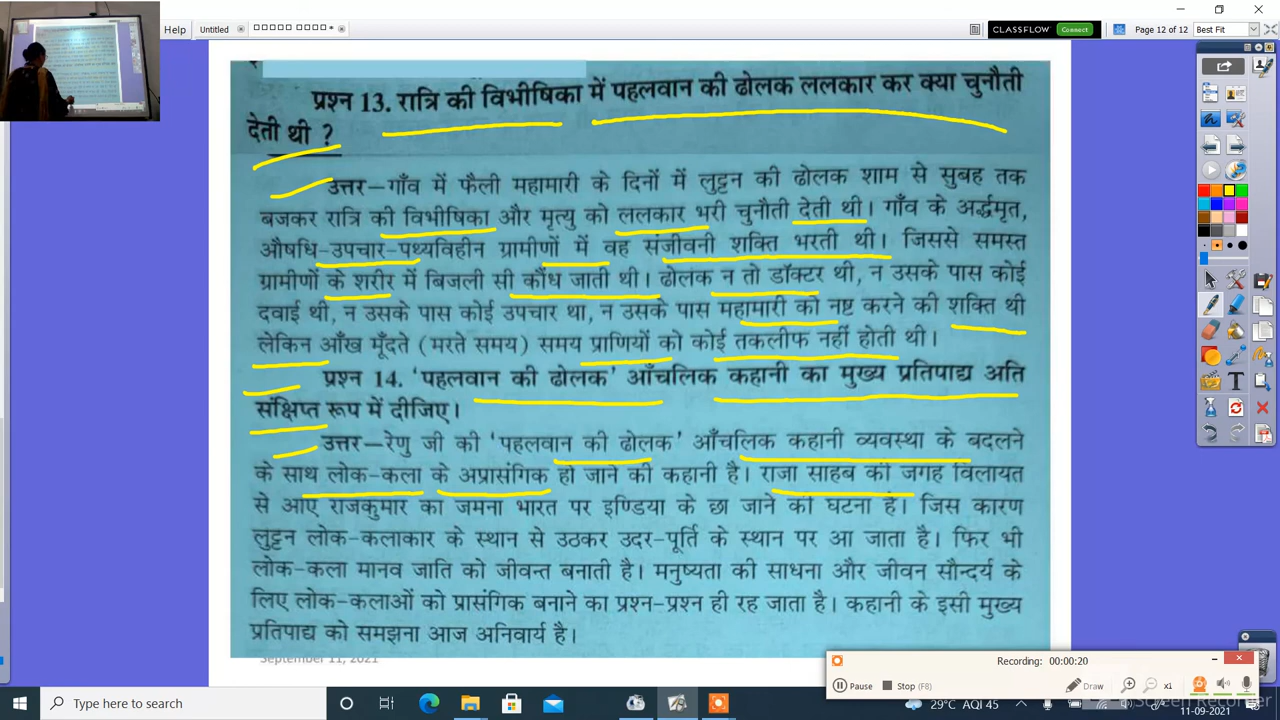 Help
Untitled
Page 12 of 12
Best Fit
CLASSFLOW Connect
प्रश्न 13. रात्रि की विभीषिका में पहलवान की ढोलक ललकार कर क्या चुनौती
देती थी ?
उत्तर–गाँव में फैली महामारी के दिनों में लुट्टन की ढोलक शाम से सुबह तक
बजकर रात्रि की विभीषिका और मृत्यु को ललकार भरी चुनौती देती थी। गाँव के अर्द्धमृत,
औषधि-उपचार-पथ्यविहीन ग्रामीणों में वह संजीवनी शक्ति भरती थी। जिससे समस्त
ग्रामीणों के शरीर में बिजली सी कौंध जाती थी। ढोलक न तो डॉक्टर थी, न उसके पास कोई
दवाई थी, न उसके पास कोई उपचार था, न उसके पास महामारी को नष्ट करने की शक्ति थी
लेकिन आँख मूँदते (मरते समय) समय प्राणियों को कोई तकलीफ नहीं होती थी।
प्रश्न 14. 'पहलवान की ढोलक' आँचलिक कहानी का मुख्य प्रतिपाद्य अति
संक्षिप्त रूप में दीजिए।
उत्तर–रेणु जी की 'पहलवान की ढोलक' आँचलिक कहानी व्यवस्था के बदलने
के साथ लोक-कला के अप्रासंगिक हो जाने की कहानी है। राजा साहब की जगह विलायत
से आए राजकुमार का जमना भारत पर इण्डिया के छा जाने की घटना है। जिस कारण
लुट्टन लोक-कलाकार के स्थान से उठकर उदर-पूर्ति के स्थान पर आ जाता है। फिर भी
लोक-कला मानव जाति को जीवन्त बनाती है। मनुष्यता की साधना और जीवन सौन्दर्य के
लिए लोक-कलाओं को प्रासंगिक बनाने का प्रश्न-प्रश्न ही रह जाता है। कहानी के इसी मुख्य
प्रतिपाद्य को समझना आज अनिवार्य है।
September 11, 2021
Recording: 00:00:20
Pause
Stop (F8)
Draw
x1
Screen Recorder
Type here to search
29°C AQI 45
11-09-2021